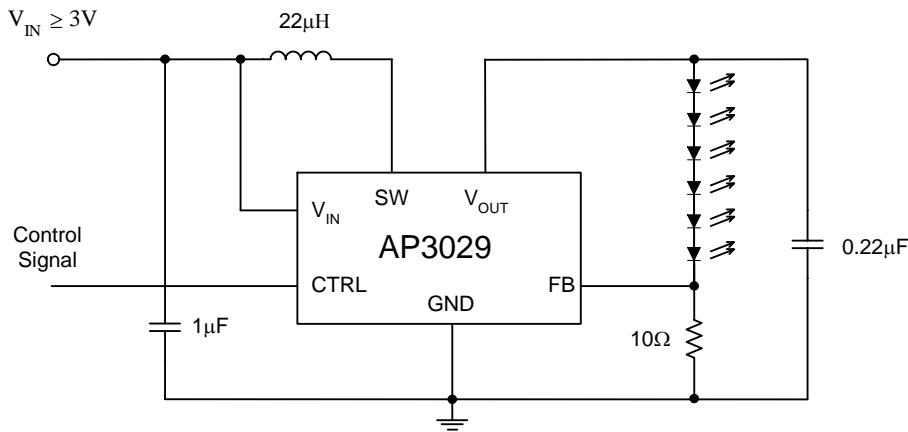 V_IN ≥ 3V
22μH
SW
V_OUT
V_IN
AP3029
Control
Signal
CTRL
FB
GND
0.22μF
1μF
10Ω